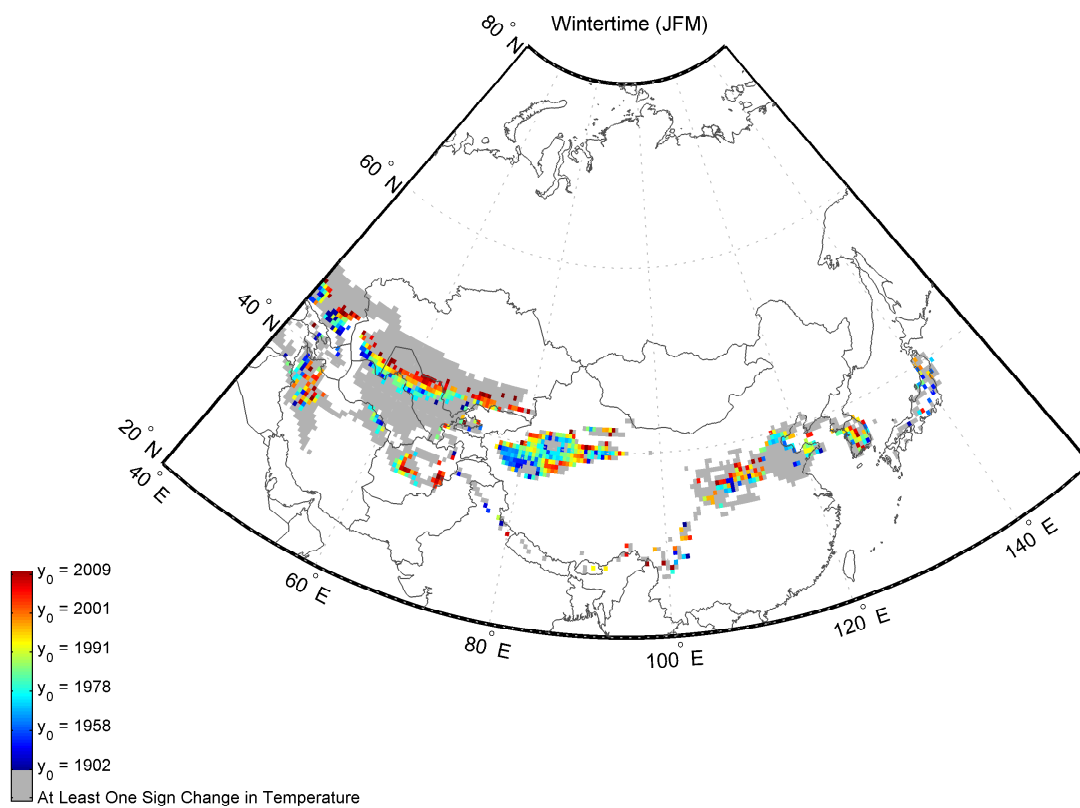 Wintertime (JFM)
80° N
60° N
40° N
20° N
40° E
60° E
80° E
100° E
120° E
140° E
y0 = 2009
y0 = 2001
y0 = 1991
y0 = 1978
y0 = 1958
y0 = 1902
At Least One Sign Change in Temperature